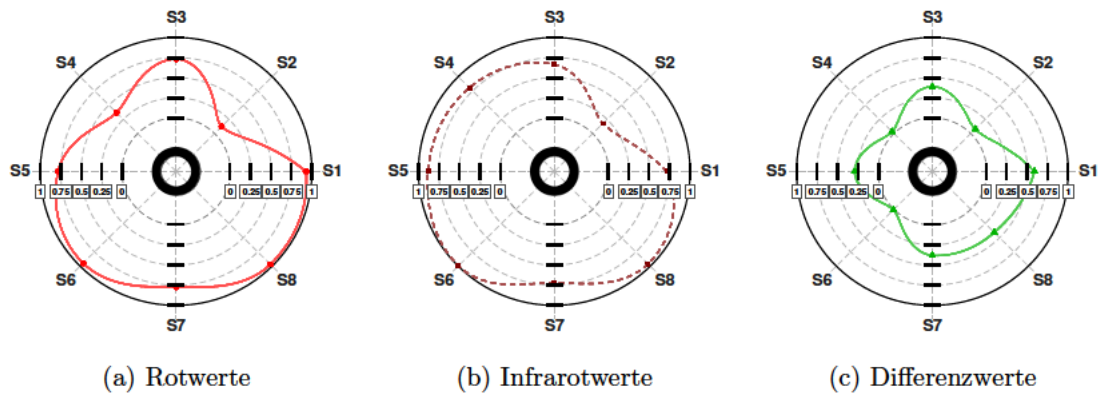 S3 S3 S3
S4 S2 S4 S2 S4 S2
S5 S1 S5 S1 S5 S1
1 0.75 0.5 0.25 0 0 0.25 0.5 0.75 1 1 0.75 0.5 0.25 0 0 0.25 0.5 0.75 1 1 0.75 0.5 0.25 0 0 0.25 0.5 0.75 1
S6 S8 S6 S8 S6 S8
S7 S7 S7
(a) Rotwerte (b) Infrarotwerte (c) Differenzwerte